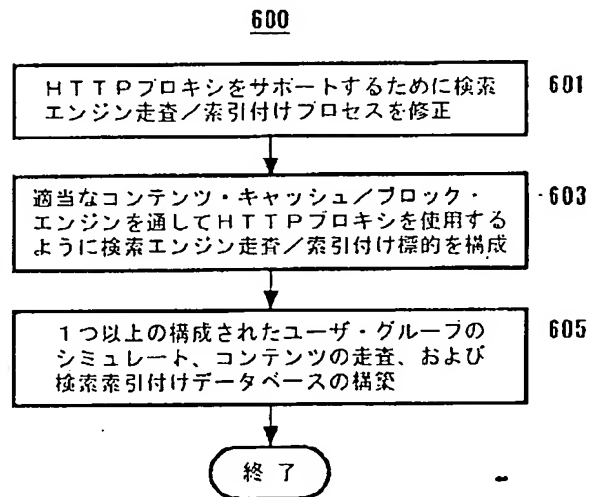 600
HTTPプロキシをサポートするために検索
エンジン走査/索引付けプロセスを修正
601
適当なコンテンツ・キャッシュ/ブロック・
エンジンを通してHTTPプロキシを使用する
ように検索エンジン走査/索引付け標的を構成
603
1つ以上の構成されたユーザ・グループの
シミュレート、コンテンツの走査、および
検索索引付けデータベースの構築
605
終了